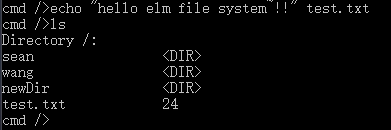 cmd />echo "hello elm file system~!!" test.txt
cmd />ls
Directory /:
sean <DIR>
wang <DIR>
newDir <DIR>
test.txt 24
cmd />